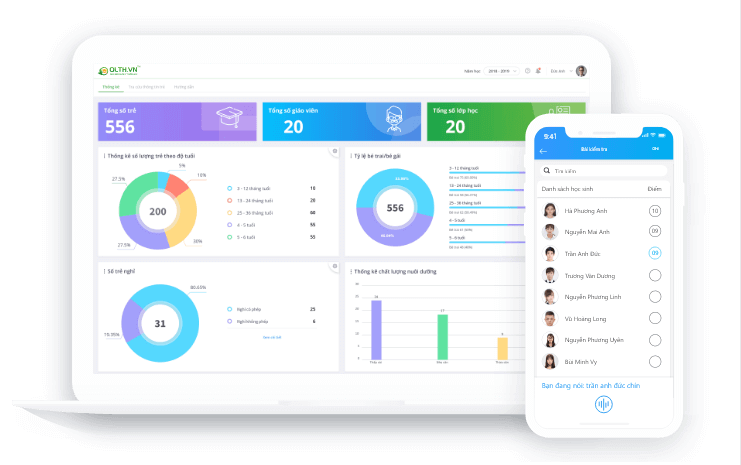 QLTH.VN
Năm học: 2018 - 2019
Đức Anh
Thống kê
Tổng số trẻ
556
Tổng số giáo viên
20
Tổng số lớp học
20
Thống kê số lượng trẻ theo độ tuổi
5%
10%
30%
27.5%
27.5%
200
3 - 12 tháng tuổi 10
13 - 24 tháng tuổi 20
25 - 36 tháng tuổi 60
4 - 5 tuổi 55
5 - 6 tuổi 55
Tỷ lệ bé trai/bé gái
556
3 - 12 tháng tuổi
13 - 24 tháng tuổi
25 - 36 tháng tuổi
4 - 5 tuổi
5 - 6 tuổi
Số trẻ nghỉ
80.65%
19.35%
31
Nghỉ có phép 25
Nghỉ không phép 6
Thống kê chất lượng nuôi dưỡng
9:41
Bài kiểm tra
Tìm kiếm
Danh sách học sinh Điểm
Hà Phương Anh 10
Nguyễn Mai Anh 09
Trần Anh Đức 09
Trương Văn Dương
Nguyễn Phương Linh
Vũ Hoàng Long
Nguyễn Phương Uyên
Bùi Minh Vy
Bạn đang nói: trần anh đức chín